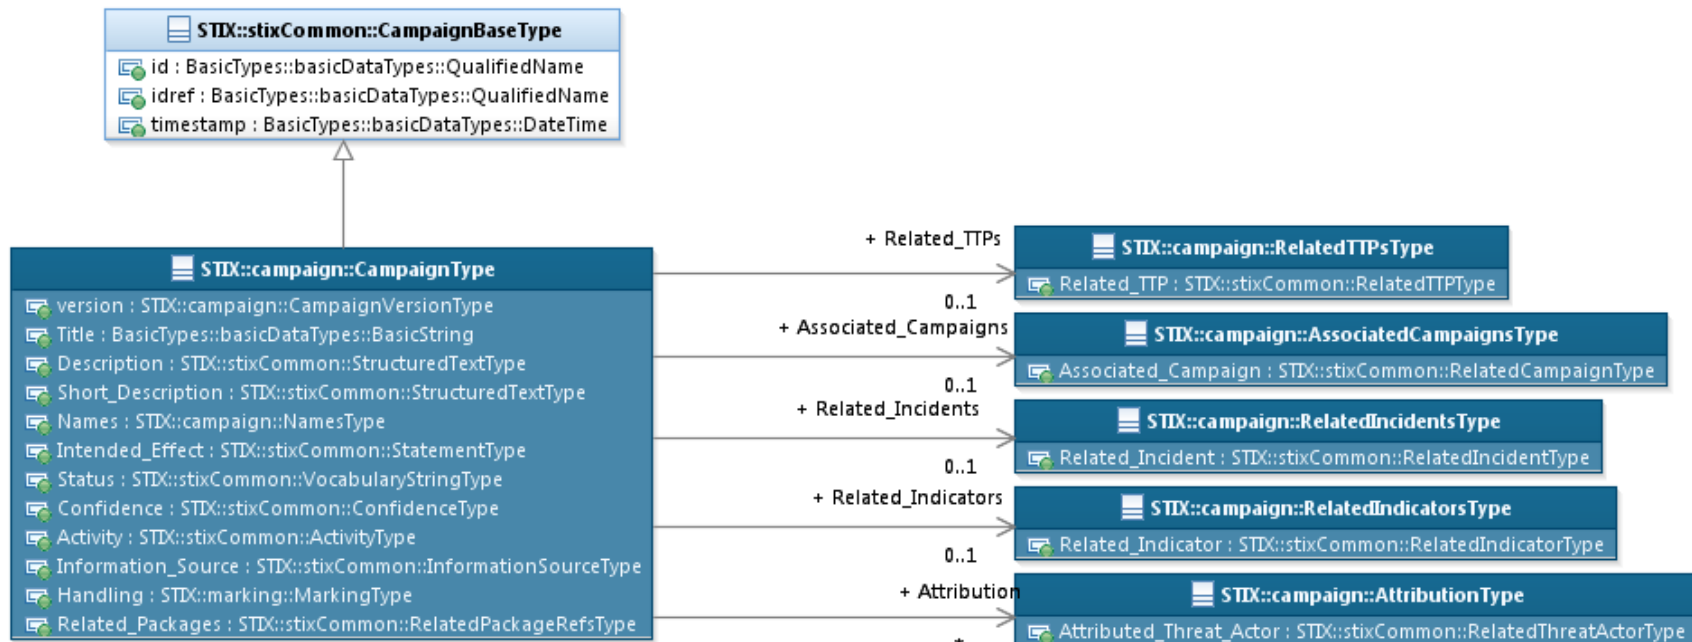 STIX::stixCommon::CampaignBaseType
id : BasicTypes::basicDataTypes::QualifiedName
idref : BasicTypes::basicDataTypes::QualifiedName
timestamp : BasicTypes::basicDataTypes::DateTime
STIX::campaign::CampaignType
version : STIX::campaign::CampaignVersionType
Title : BasicTypes::basicDataTypes::BasicString
Description : STIX::stixCommon::StructuredTextType
Short_Description : STIX::stixCommon::StructuredTextType
Names : STIX::campaign::NamesType
Intended_Effect : STIX::stixCommon::StatementType
Status : STIX::stixCommon::VocabularyStringType
Confidence : STIX::stixCommon::ConfidenceType
Activity : STIX::stixCommon::ActivityType
Information_Source : STIX::stixCommon::InformationSourceType
Handling : STIX::marking::MarkingType
Related_Packages : STIX::stixCommon::RelatedPackageRefsType
+ Related_TTPs
0..1
STIX::campaign::RelatedTTPsType
Related_TTP : STIX::stixCommon::RelatedTTPType
+ Associated_Campaigns
0..1
STIX::campaign::AssociatedCampaignsType
Associated_Campaign : STIX::stixCommon::RelatedCampaignType
+ Related_Incidents
0..1
STIX::campaign::RelatedIncidentsType
Related_Incident : STIX::stixCommon::RelatedIncidentType
+ Related_Indicators
0..1
STIX::campaign::RelatedIndicatorsType
Related_Indicator : STIX::stixCommon::RelatedIndicatorType
+ Attribution
*
STIX::campaign::AttributionType
Attributed_Threat_Actor : STIX::stixCommon::RelatedThreatActorType